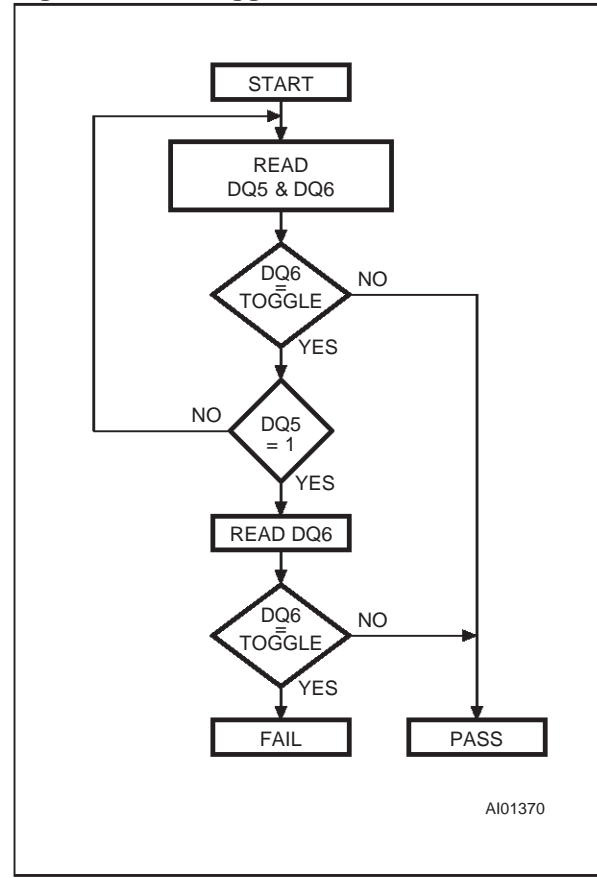 START
READ
DQ5 & DQ6
DQ6
=
TOGGLE
NO
YES
NO
DQ5
= 1
YES
READ DQ6
DQ6
=
TOGGLE
NO
YES
FAIL
PASS
AI01370